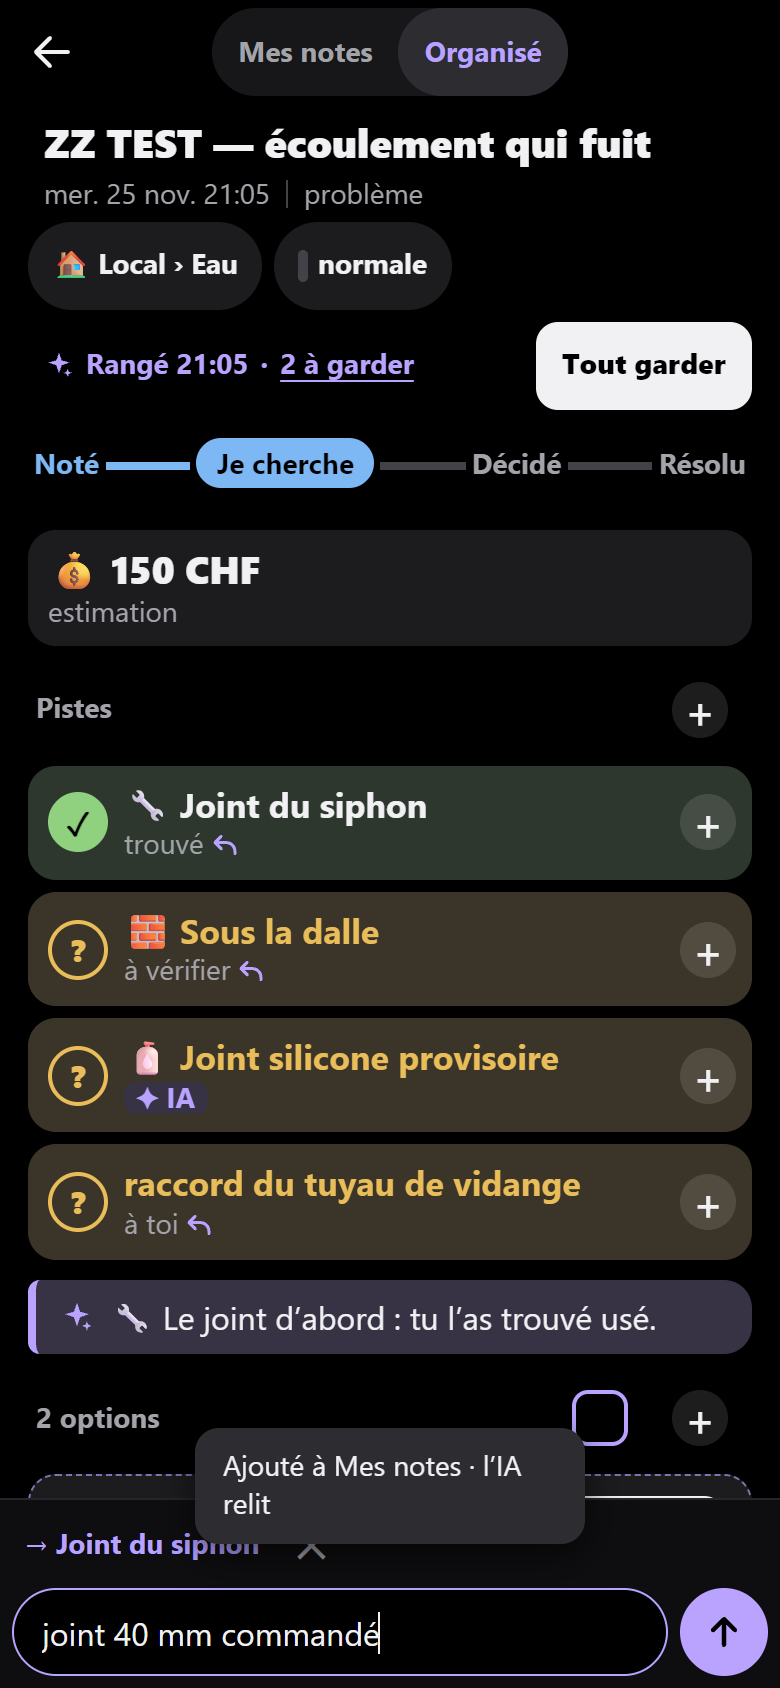 Mes notes Organisé
ZZ TEST — écoulement qui fuit
mer. 25 nov. 21:05 | problème
Local › Eau normale
Rangé 21:05 · 2 à garder Tout garder
Noté Je cherche Décidé Résolu
150 CHF
estimation
Pistes +
✓ Joint du siphon +
trouvé
? Sous la dalle +
à vérifier
? Joint silicone provisoire +
IA
? raccord du tuyau de vidange +
à toi
Le joint d’abord : tu l’as trouvé usé.
2 options +
Ajouté à Mes notes · l’IA
relit
→ Joint du siphon
joint 40 mm commandé